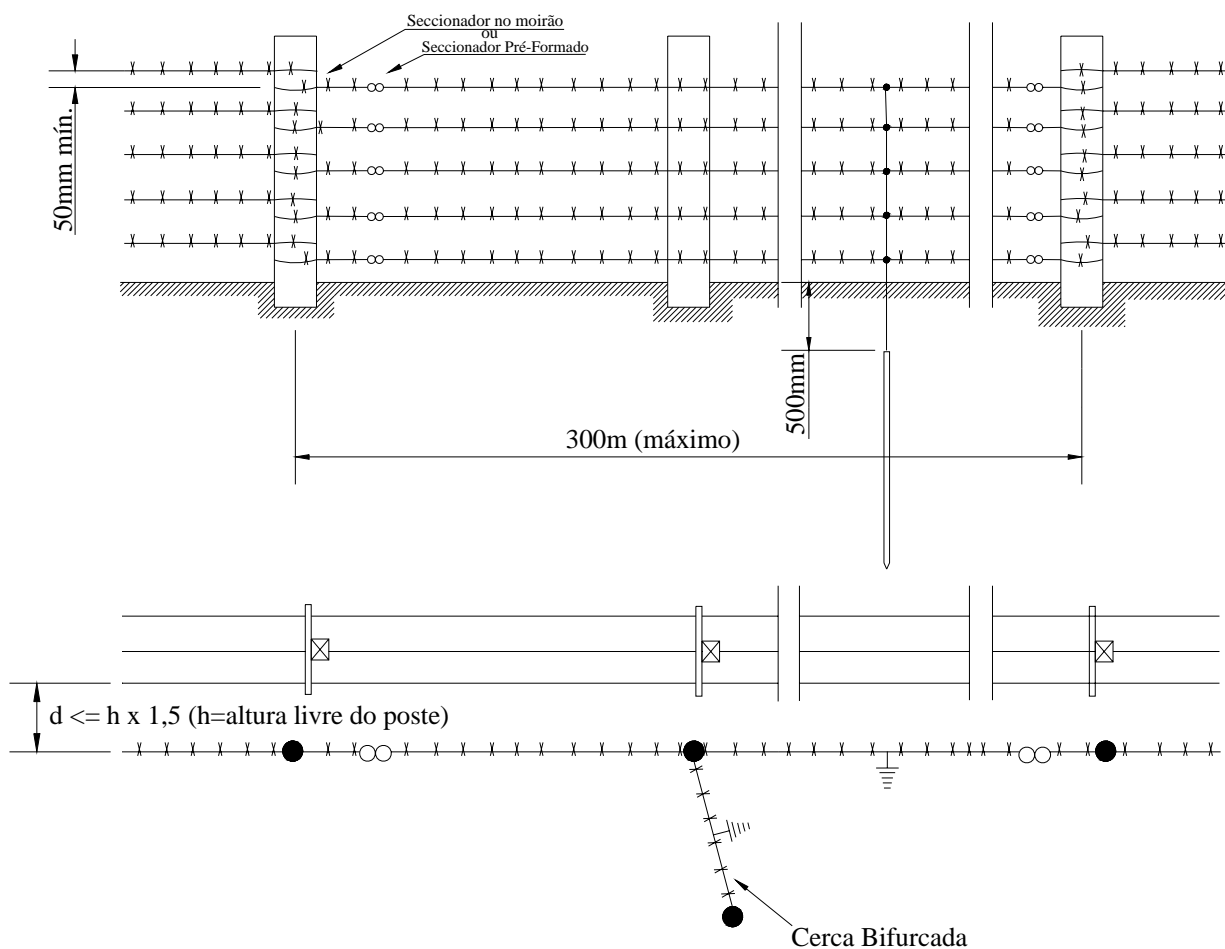 Seccionador no moirão
ou
Seccionador Pré-Formado
50mm mín.
500mm
300m (máximo)
d <= h x 1,5 (h=altura livre do poste)
Cerca Bifurcada